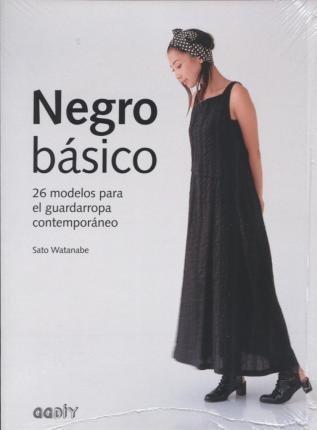 Negro
básico
26 modelos para
el guardarropa
contemporáneo
Sato Watanabe
GGDIY